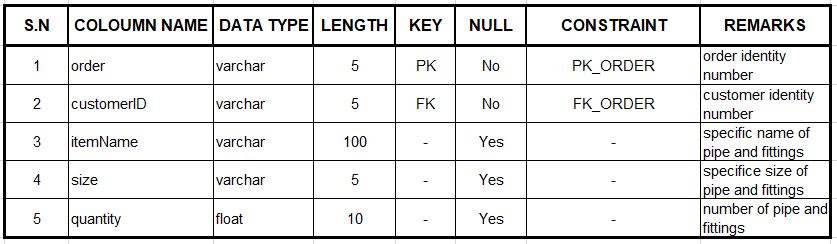 S.N COLOUMN NAME DATA TYPE LENGTH KEY NULL CONSTRAINT REMARKS
1 order varchar 5 PK No PK_ORDER order identity
number
2 customerID varchar 5 FK No FK_ORDER customer identity
number
3 itemName varchar 100 - Yes - specific name of
pipe and fittings
4 size varchar 5 - Yes - specifice size of
pipe and fittings
5 quantity float 10 - Yes - number of pipe and
fittings